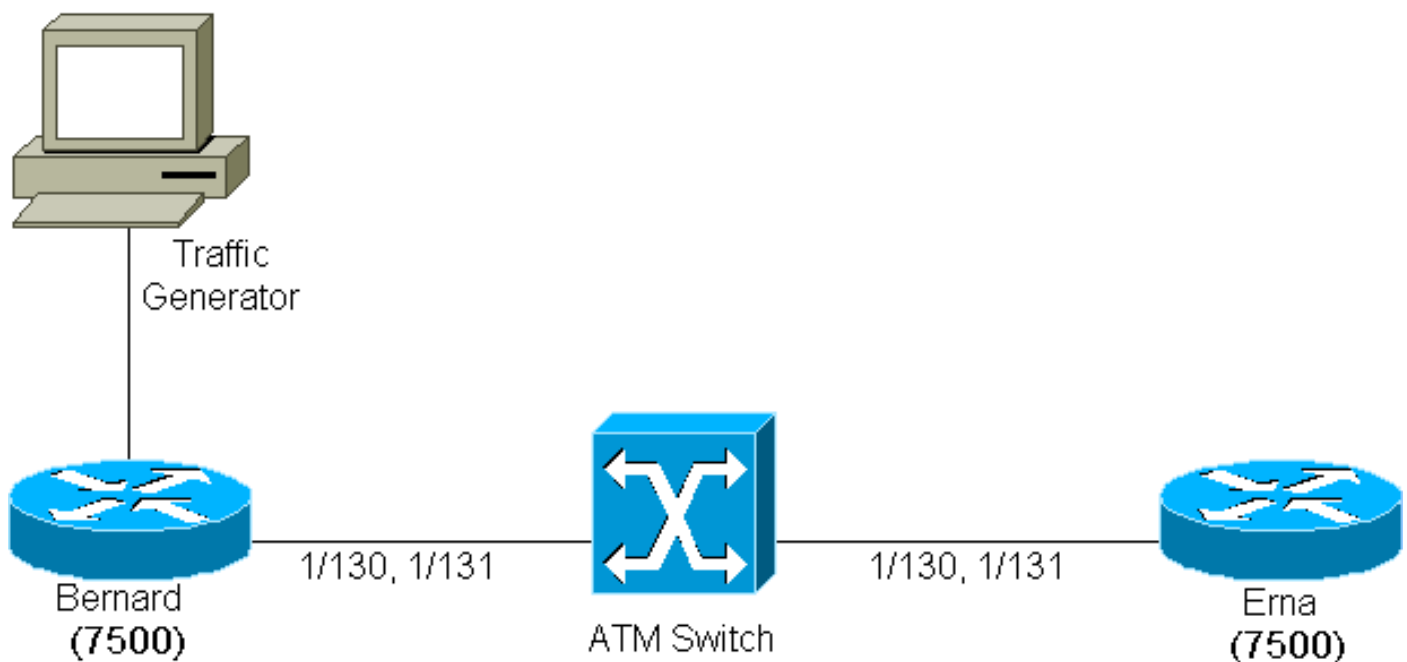 Traffic
Generator
1/130, 1/131
1/130, 1/131
Bernard
(7500)
ATM Switch
Erna
(7500)